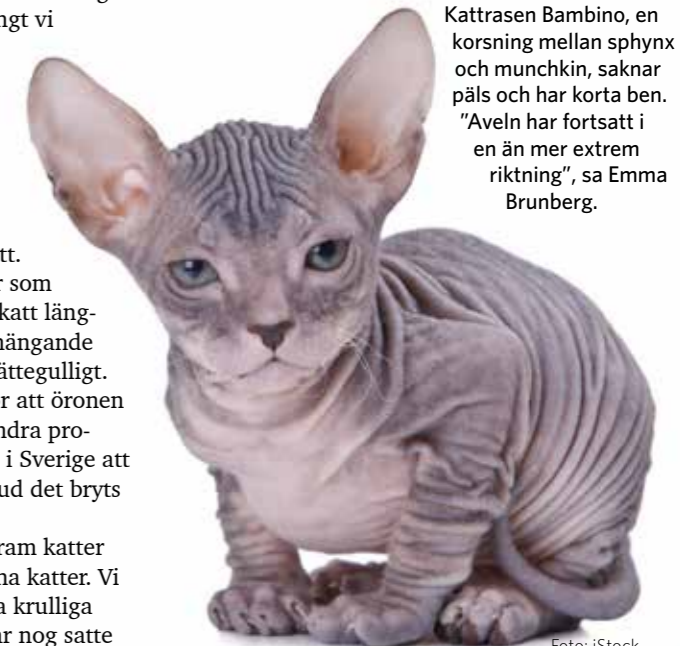 ngt vi
tt.
r som
katt läng-
hängande
ättegulligt.
r att öronen
ndra pro-
i Sverige att
ud det bryts
ram katter
na katter. Vi
a krulliga
ar nog satte
Kattrasen Bambino, en
korsning mellan sphynx
och munchkin, saknar
päls och har korta ben.
”Aveln har fortsatt i
en än mer extrem
riktning”, sa Emma
Brunberg.
Foto: iStock